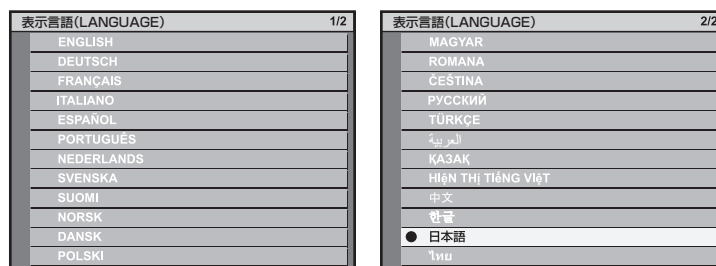 表示言語(LANGUAGE) 1/2
ENGLISH
DEUTSCH
FRANÇAIS
ITALIANO
ESPAÑOL
PORTUGUÊS
NEDERLANDS
SVENSKA
SUOMI
NORSK
DANSK
POLSKI
表示言語(LANGUAGE) 2/2
MAGYAR
ROMANA
ČEŠTINA
РУССКИЙ
TÜRKÇE
العربية
ҚАЗАҚ
HIệN THị TIếNG VIệT
中文
한글
● 日本語
ไทย